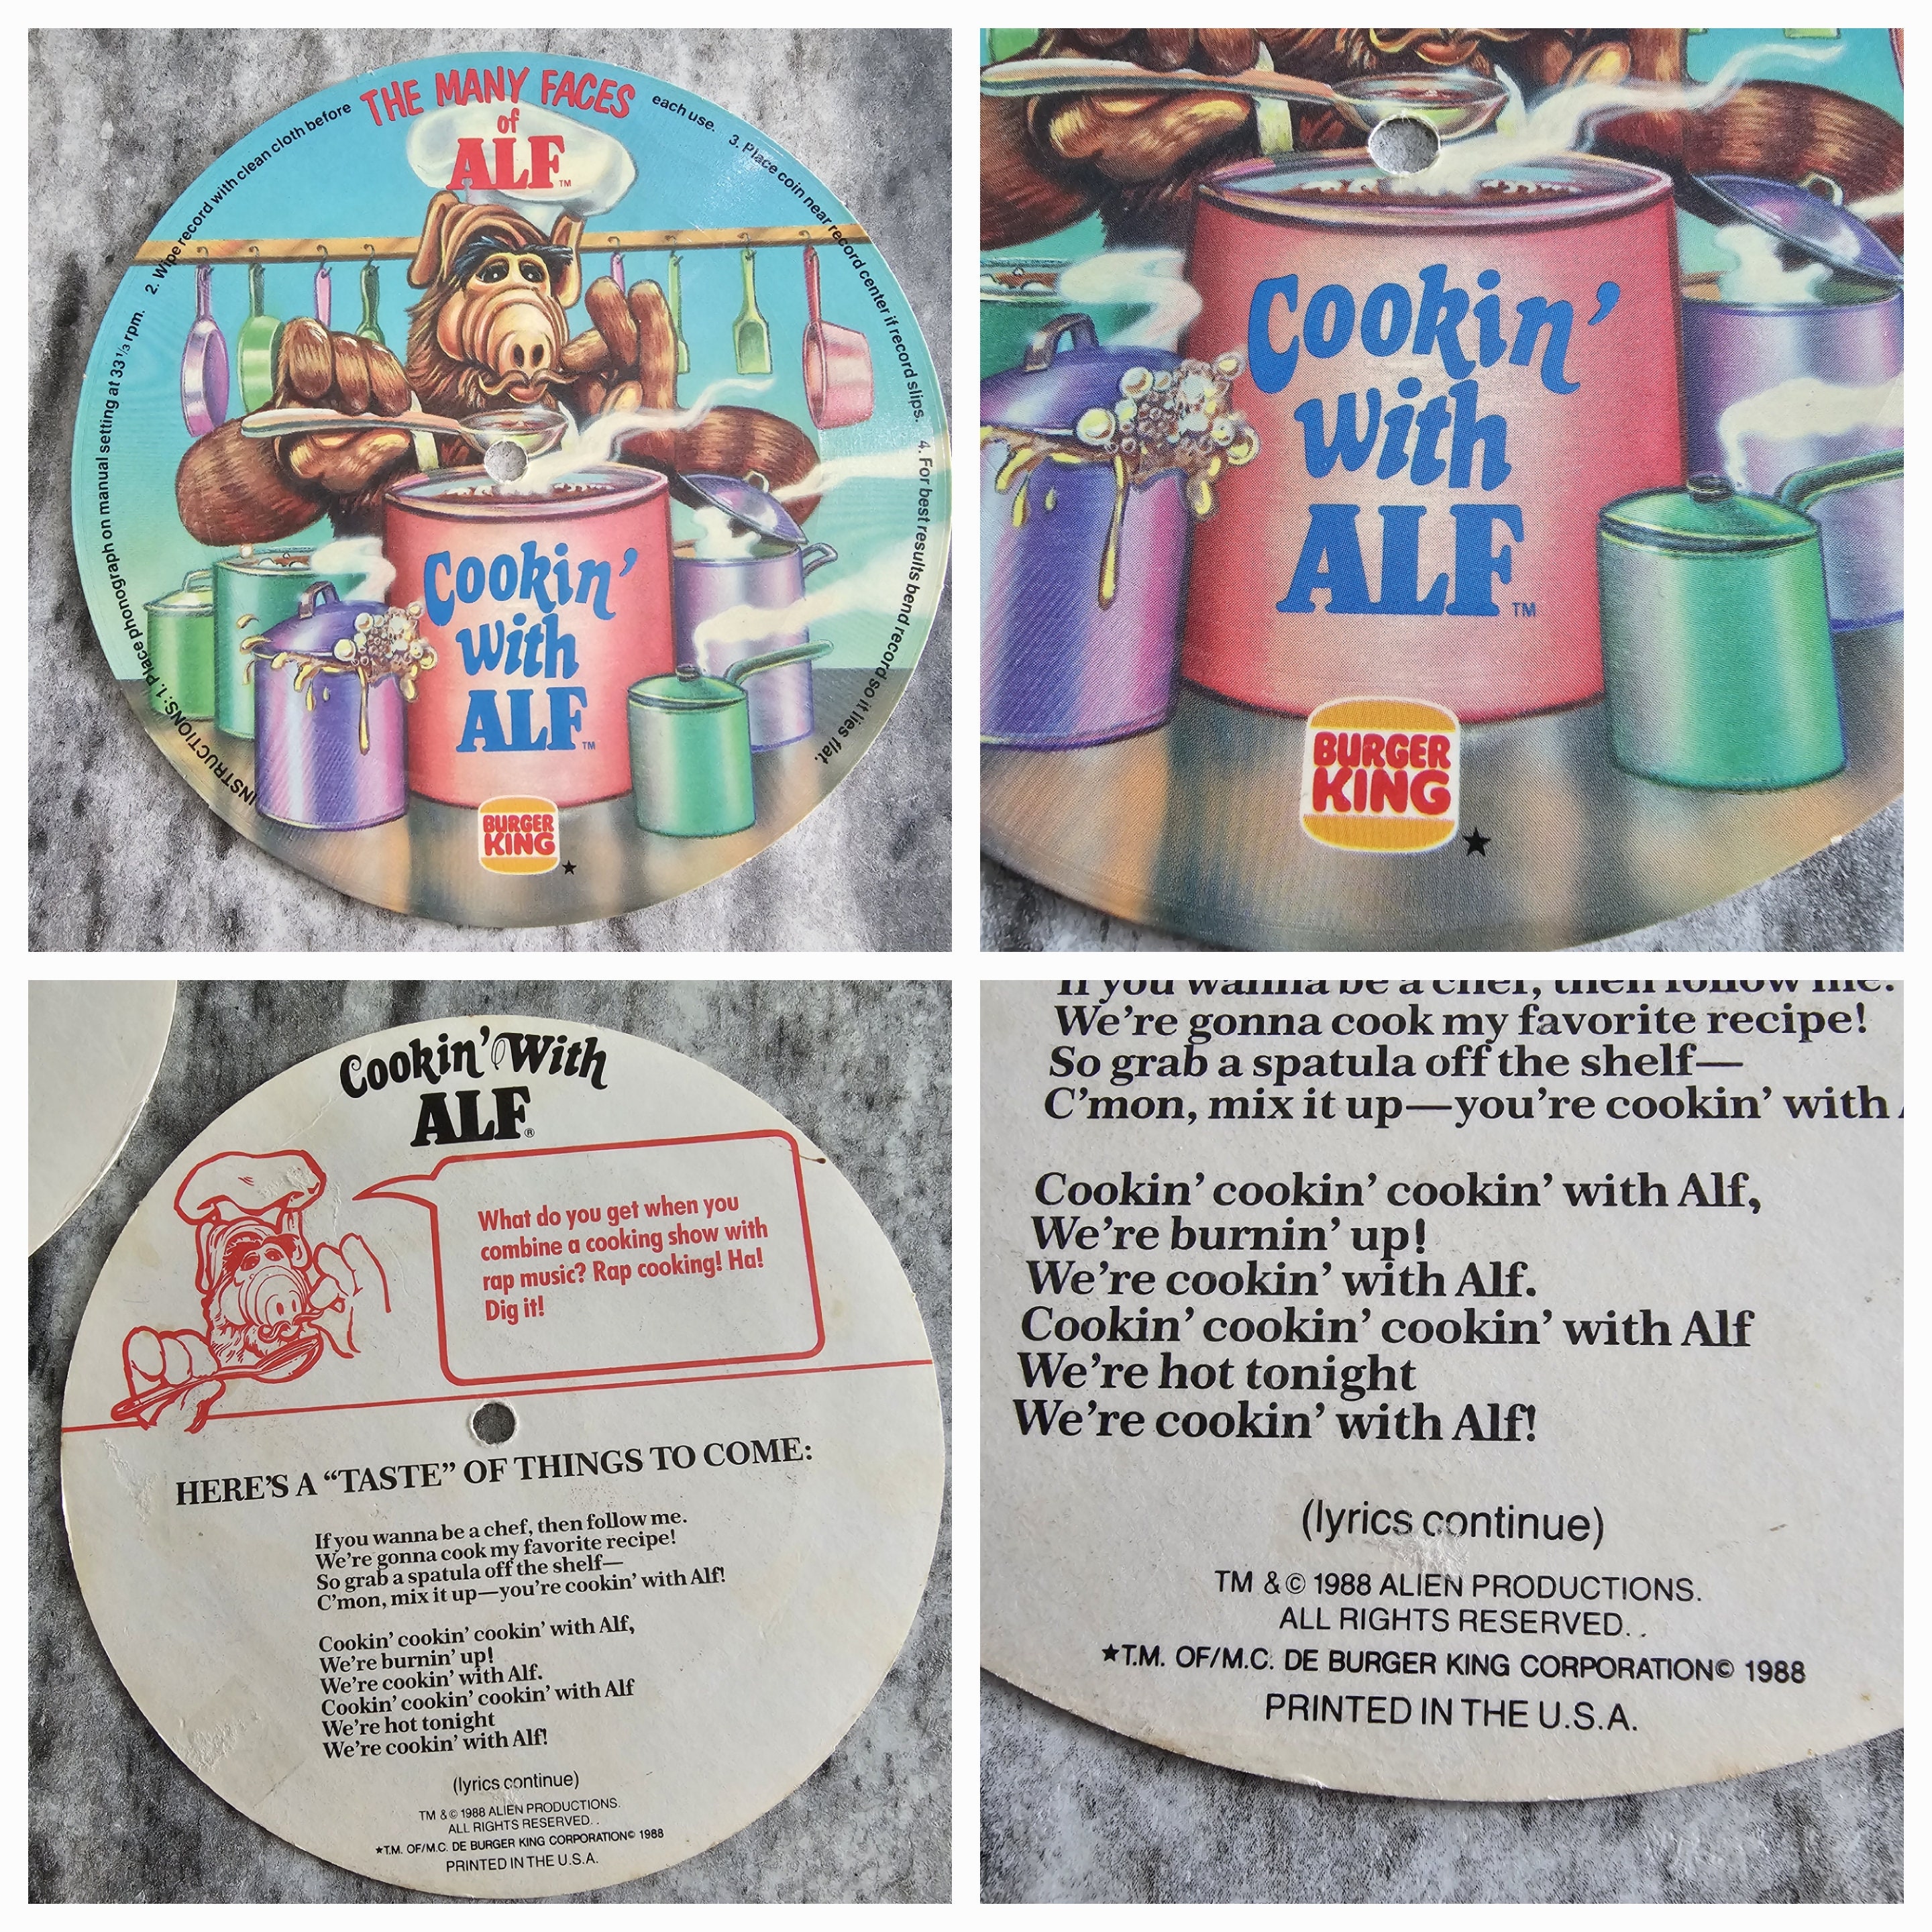 THE MANY FACES
of
ALF™
INSTRUCTIONS: 1. Place phonograph on manual setting at 33 1/3 rpm. 2. Wipe record with clean cloth before each use. 3. Place coin near record center if record slips. 4. For best results bend record so it lies flat.
Cookin'
with
ALF™
BURGER
KING
★
Cookin'
with
ALF™
BURGER
KING
★
Cookin' With
ALF®
What do you get when you
combine a cooking show with
rap music? Rap cooking! Ha!
Dig it!
HERE'S A “TASTE” OF THINGS TO COME:
If you wanna be a chef, then follow me.
We're gonna cook my favorite recipe!
So grab a spatula off the shelf—
C'mon, mix it up—you're cookin' with Alf!
Cookin' cookin' cookin' with Alf,
We're burnin' up!
We're cookin' with Alf.
Cookin' cookin' cookin' with Alf
We're hot tonight
We're cookin' with Alf!
(lyrics continue)
TM & © 1988 ALIEN PRODUCTIONS.
ALL RIGHTS RESERVED. .
★T.M. OF/M.C. DE BURGER KING CORPORATION© 1988
PRINTED IN THE U.S.A.
If you wanna be a chef, then follow me.
We're gonna cook my favorite recipe!
So grab a spatula off the shelf—
C'mon, mix it up—you're cookin' with
Cookin' cookin' cookin' with Alf,
We're burnin' up!
We're cookin' with Alf.
Cookin' cookin' cookin' with Alf
We're hot tonight
We're cookin' with Alf!
(lyrics continue)
TM & © 1988 ALIEN PRODUCTIONS.
ALL RIGHTS RESERVED. .
★T.M. OF/M.C. DE BURGER KING CORPORATION© 1988
PRINTED IN THE U.S.A.